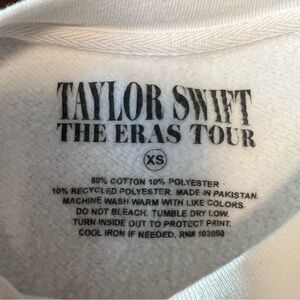 TAYLOR SWIFT
THE ERAS TOUR
XS
80% COTTON 10% POLYESTER
10% RECYCLED POLYESTER. MADE IN PAKISTAN.
MACHINE WASH WARM WITH LIKE COLORS.
DO NOT BLEACH. TUMBLE DRY LOW.
TURN INSIDE OUT TO PROTECT PRINT.
COOL IRON IF NEEDED. RN# 102050